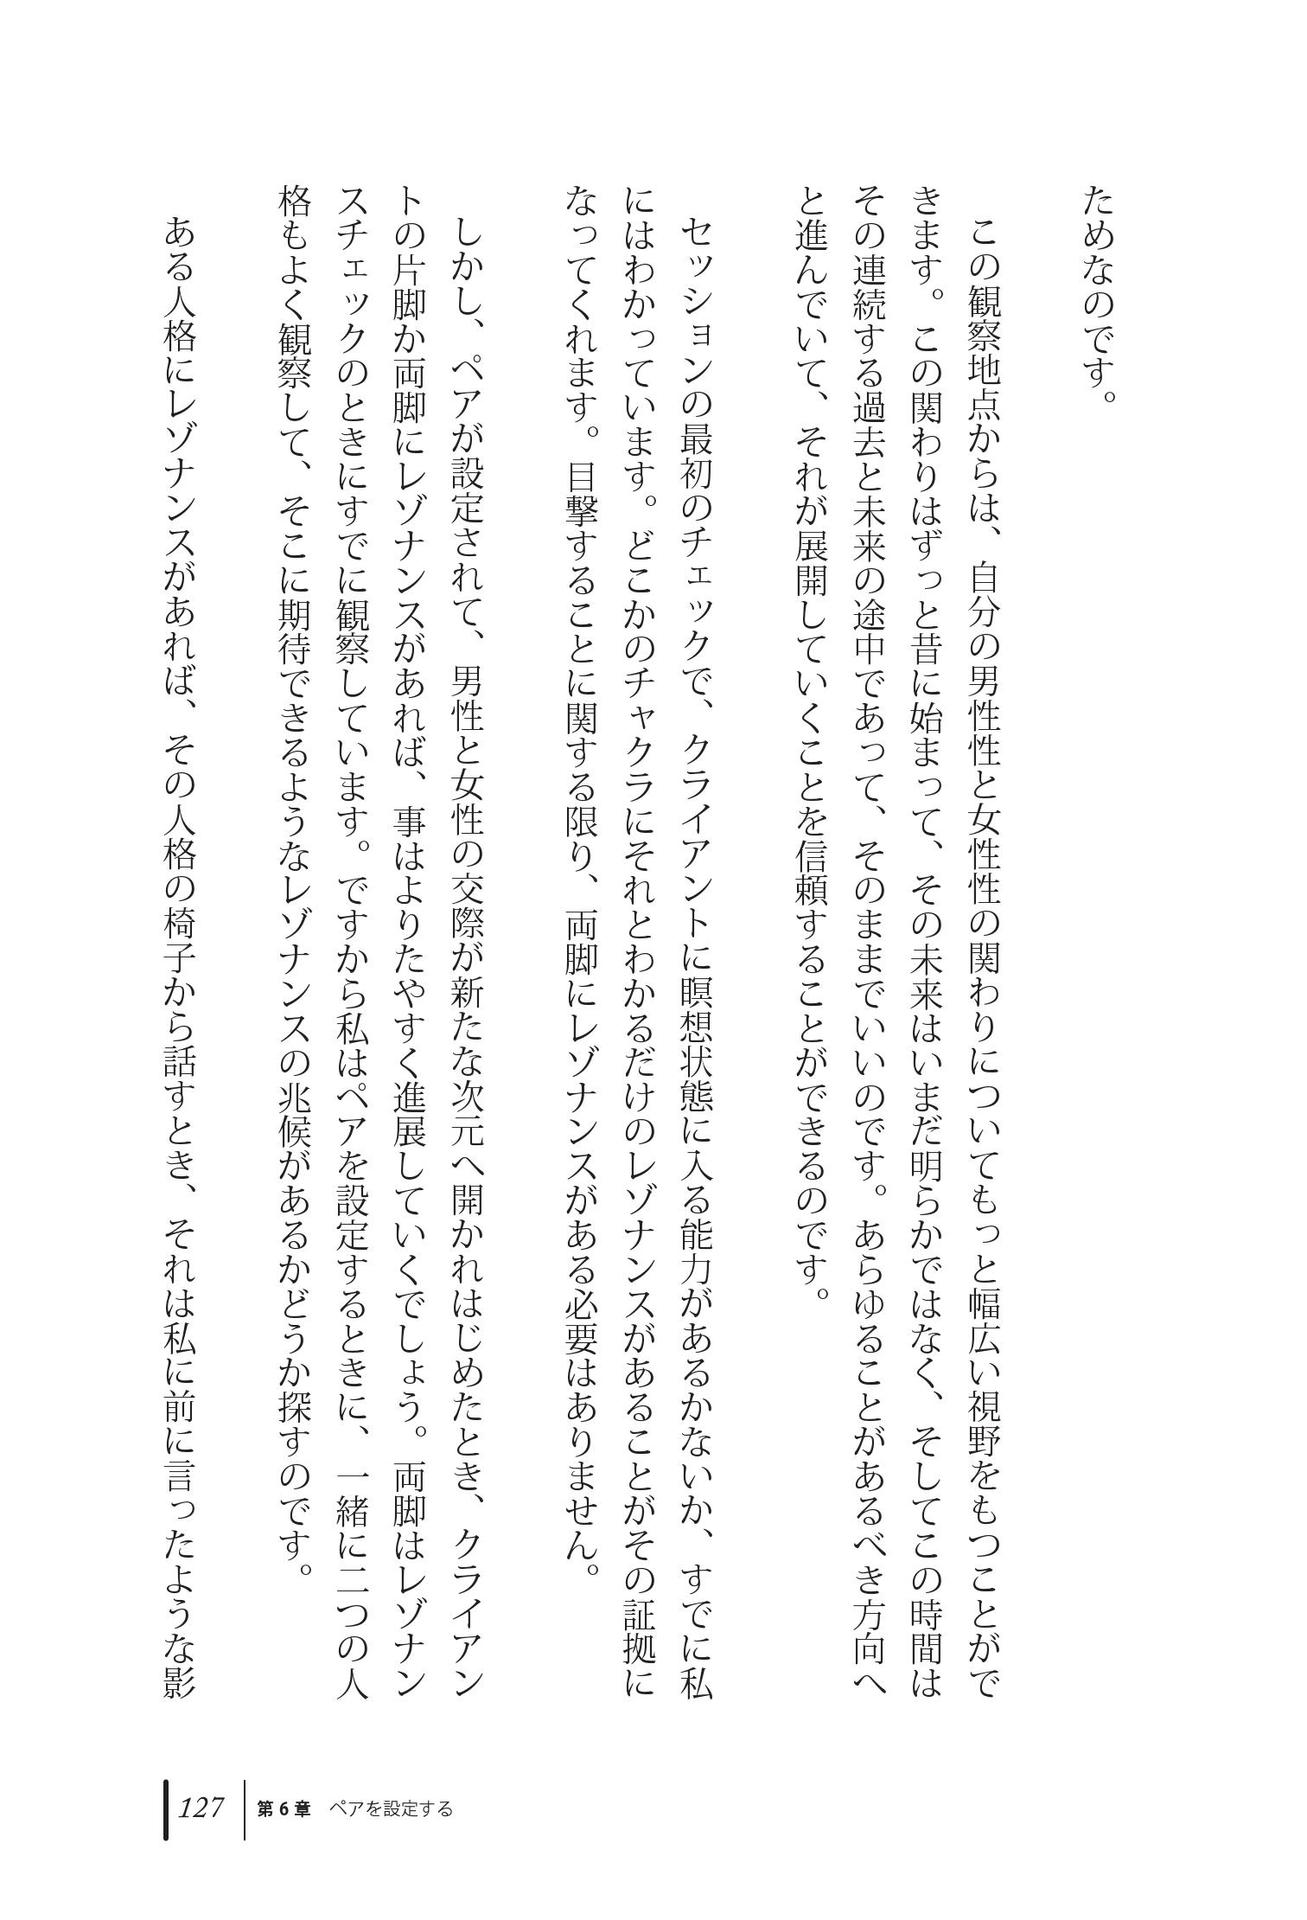 ためなのです。
この観察地点からは、自分の男性性と女性性の関わりについてもっと幅広い視野をもつことがで
きます。この関わりはずっと昔に始まって、その未来はいまだ明らかではなく、そしてこの時間は
その連続する過去と未来の途中であって、そのままでいいのです。あらゆることがあるべき方向へ
と進んでいて、それが展開していくことを信頼することができるのです。
セッションの最初のチェックで、クライアントに瞑想状態に入る能力があるかないか、すでに私
にはわかっています。どこかのチャクラにそれとわかるだけのレゾナンスがあることがその証拠に
なってくれます。目撃することに関する限り、両脚にレゾナンスがある必要はありません。
しかし、ペアが設定されて、男性と女性の交際が新たな次元へ開かれはじめたとき、クライアン
トの片脚か両脚にレゾナンスがあれば、事はよりたやすく進展していくでしょう。両脚はレゾナン
スチェックのときにすでに観察しています。ですから私はペアを設定するときに、一緒に二つの人
格もよく観察して、そこに期待できるようなレゾナンスの兆候があるかどうか探すのです。
ある人格にレゾナンスがあれば、その人格の椅子から話すとき、それは私に前に言ったような影
127 第6章 ペアを設定する